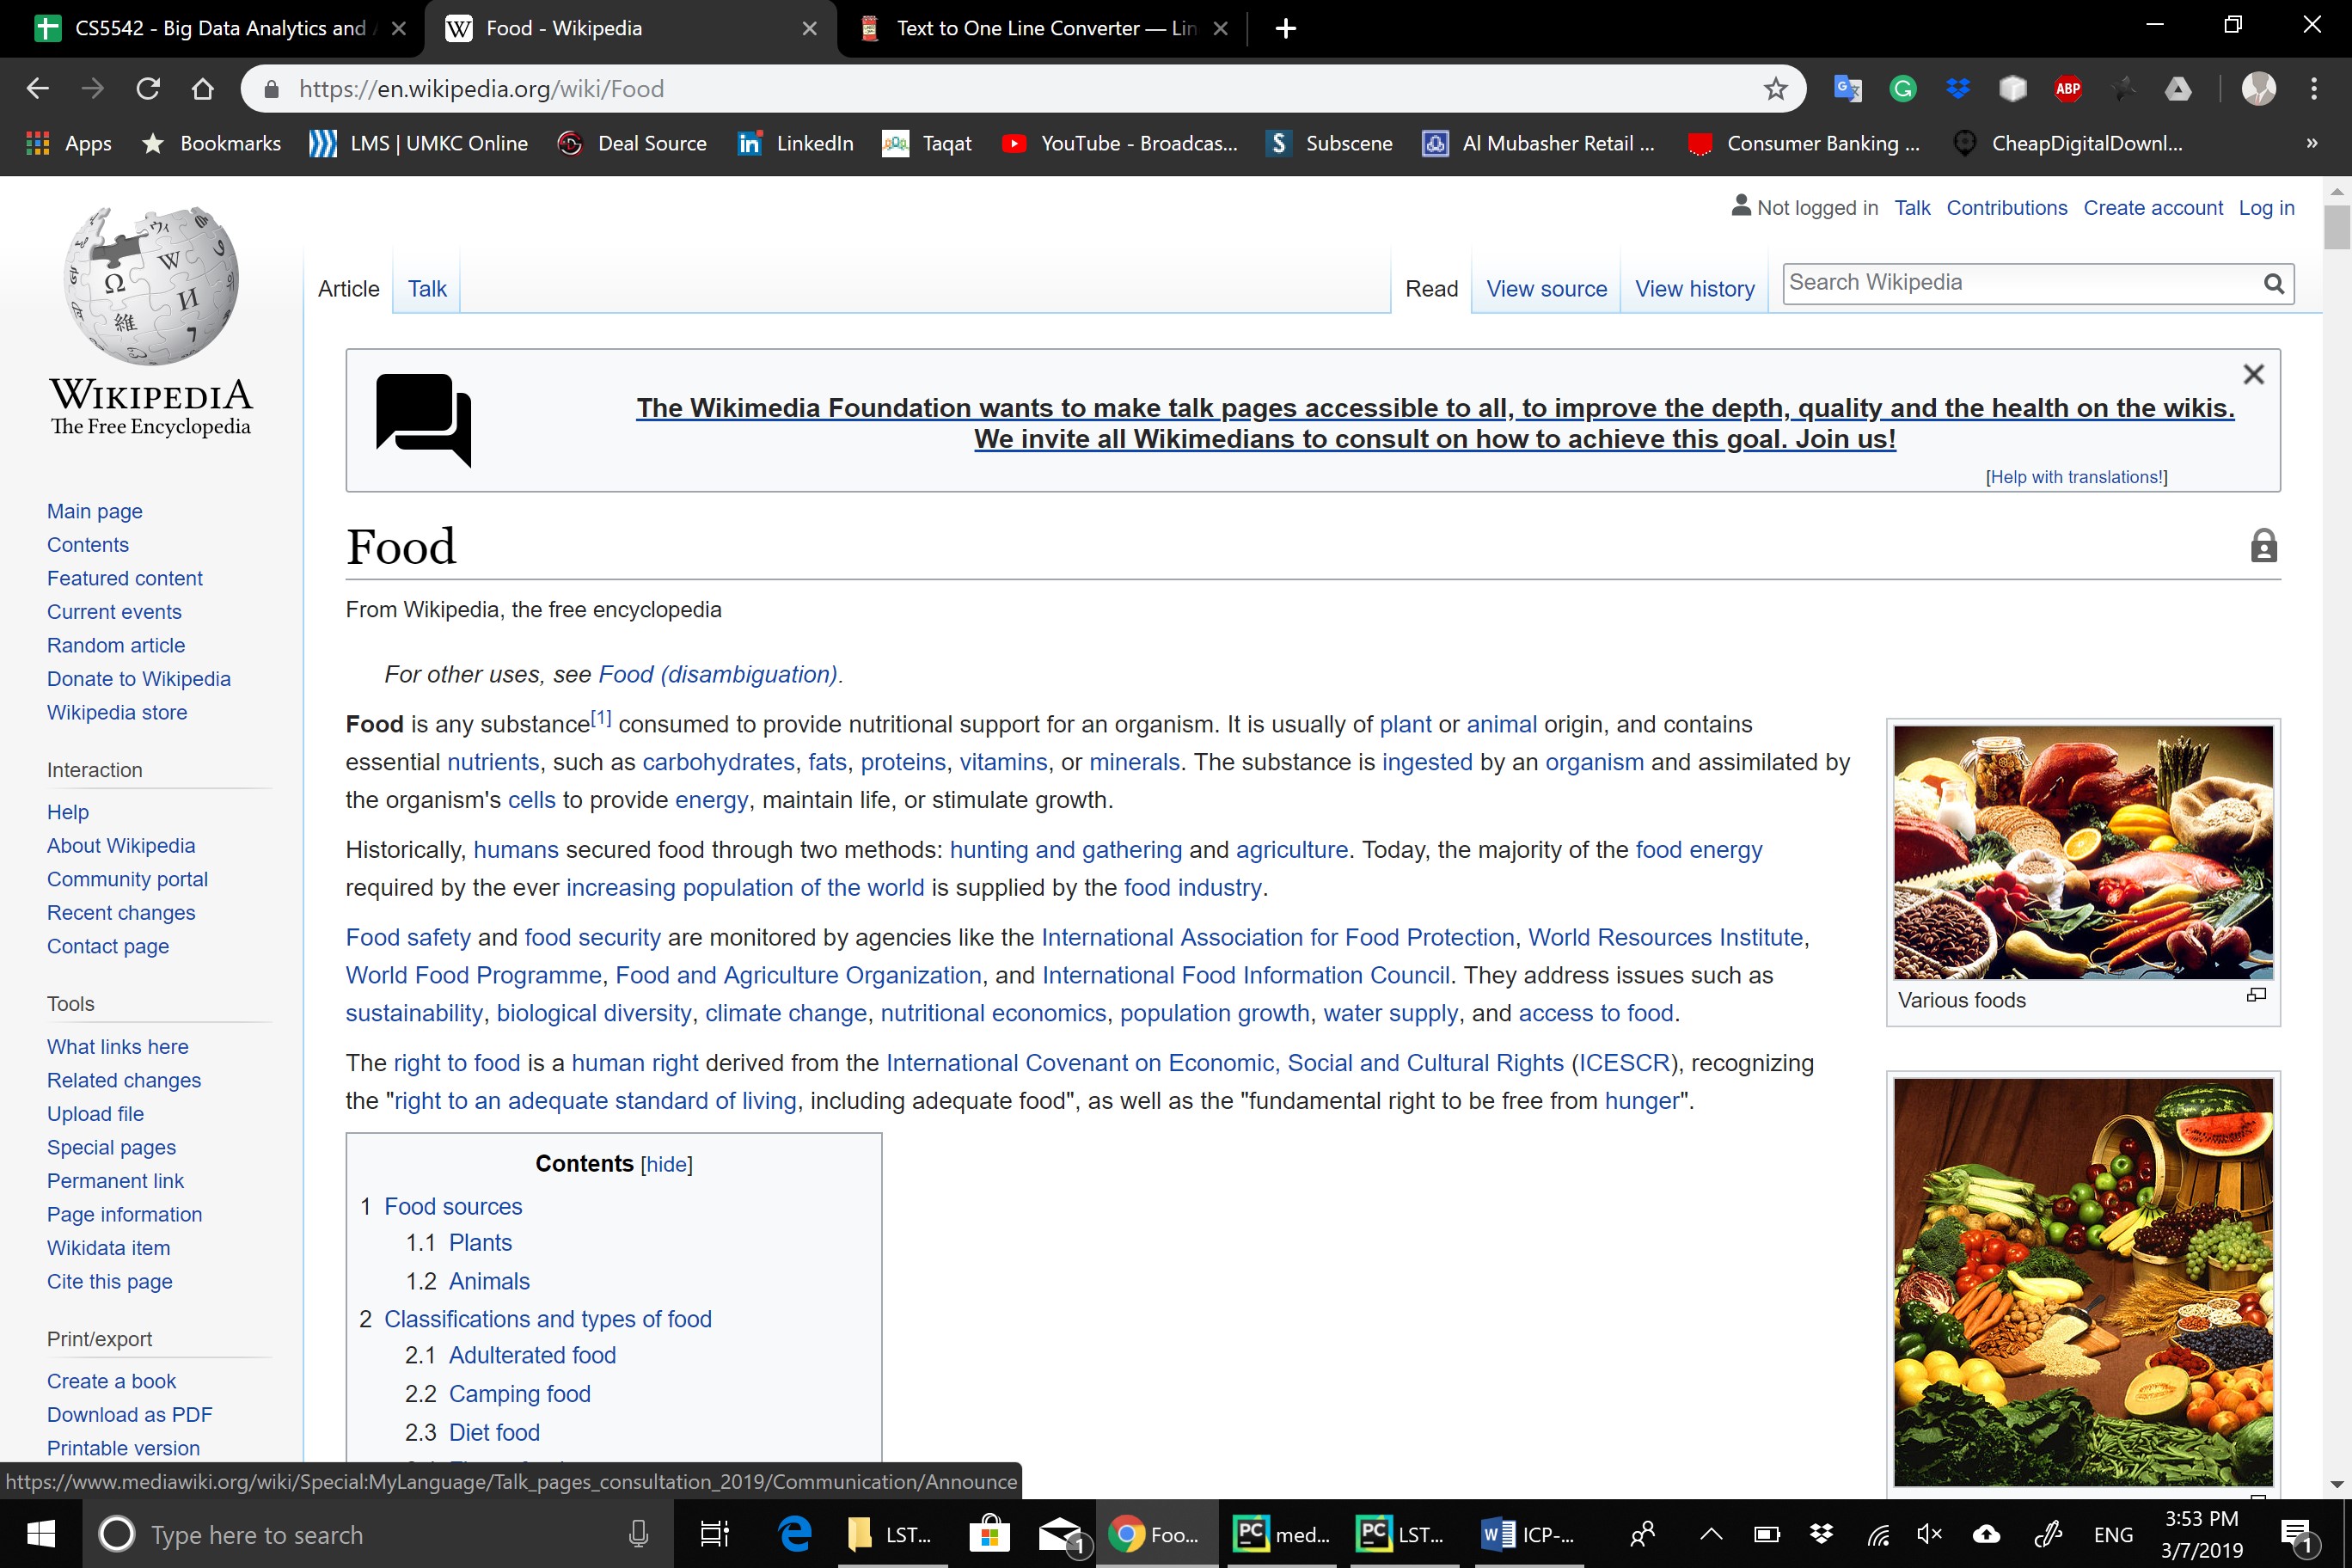 CS5542 - Big Data Analytics and
Food - Wikipedia
Text to One Line Converter — Lin
https://en.wikipedia.org/wiki/Food
ABP
Apps
Bookmarks
LMS | UMKC Online
Deal Source
LinkedIn
Taqat
YouTube - Broadcas...
Subscene
Al Mubasher Retail ...
Consumer Banking ...
CheapDigitalDownl...
WIKIPEDIA
The Free Encyclopedia
Not logged in Talk Contributions Create account Log in
Article Talk
Read View source View history
Search Wikipedia
The Wikimedia Foundation wants to make talk pages accessible to all, to improve the depth, quality and the health on the wikis.
We invite all Wikimedians to consult on how to achieve this goal. Join us!
[Help with translations!]
Main page
Contents
Featured content
Current events
Random article
Donate to Wikipedia
Wikipedia store
Interaction
Help
About Wikipedia
Community portal
Recent changes
Contact page
Tools
What links here
Related changes
Upload file
Special pages
Permanent link
Page information
Wikidata item
Cite this page
Print/export
Create a book
Download as PDF
Printable version
Food
From Wikipedia, the free encyclopedia
For other uses, see Food (disambiguation).
Food is any substance[1] consumed to provide nutritional support for an organism. It is usually of plant or animal origin, and contains
essential nutrients, such as carbohydrates, fats, proteins, vitamins, or minerals. The substance is ingested by an organism and assimilated by
the organism's cells to provide energy, maintain life, or stimulate growth.
Historically, humans secured food through two methods: hunting and gathering and agriculture. Today, the majority of the food energy
required by the ever increasing population of the world is supplied by the food industry.
Food safety and food security are monitored by agencies like the International Association for Food Protection, World Resources Institute,
World Food Programme, Food and Agriculture Organization, and International Food Information Council. They address issues such as
sustainability, biological diversity, climate change, nutritional economics, population growth, water supply, and access to food.
The right to food is a human right derived from the International Covenant on Economic, Social and Cultural Rights (ICESCR), recognizing
the "right to an adequate standard of living, including adequate food", as well as the "fundamental right to be free from hunger".
Various foods
Contents [hide]
1 Food sources
1.1 Plants
1.2 Animals
2 Classifications and types of food
2.1 Adulterated food
2.2 Camping food
2.3 Diet food
https://www.mediawiki.org/wiki/Special:MyLanguage/Talk_pages_consultation_2019/Communication/Announce
Type here to search
LST...
1
Foo...
med...
LST...
ICP-...
ENG
3:53 PM
3/7/2019
1